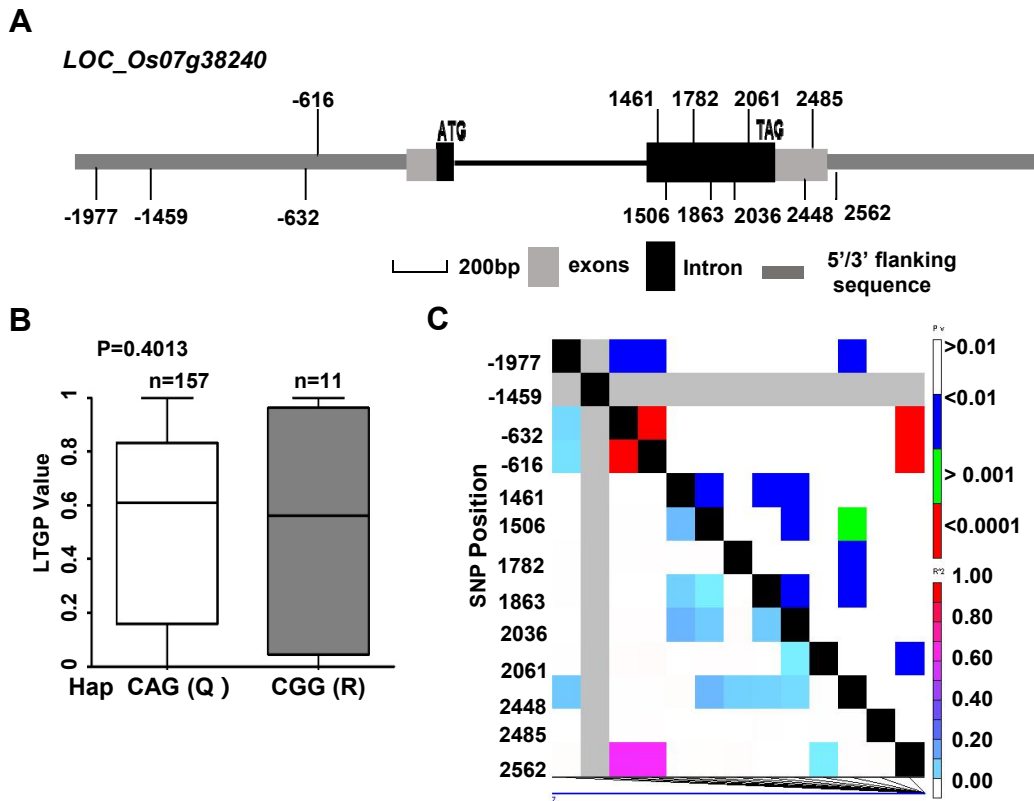 A
LOC_Os07g38240
-616 1461 1782 2061 2485
ATG TAG
-1977 -1459 -632 1506 1863 2036 2448 2562
200bp exons Intron 5'/3' flanking
sequence
B
P=0.4013
n=157 n=11
LTGP Value
1
0.8
0.6
0.4
0.2
0
Hap CAG (Q ) CGG (R)
C
SNP Position
-1977
-1459
-632
-616
1461
1506
1782
1863
2036
2061
2448
2485
2562
P v
>0.01
<0.01
> 0.001
<0.0001
R^2
1.00
0.80
0.60
0.40
0.20
0.00
7